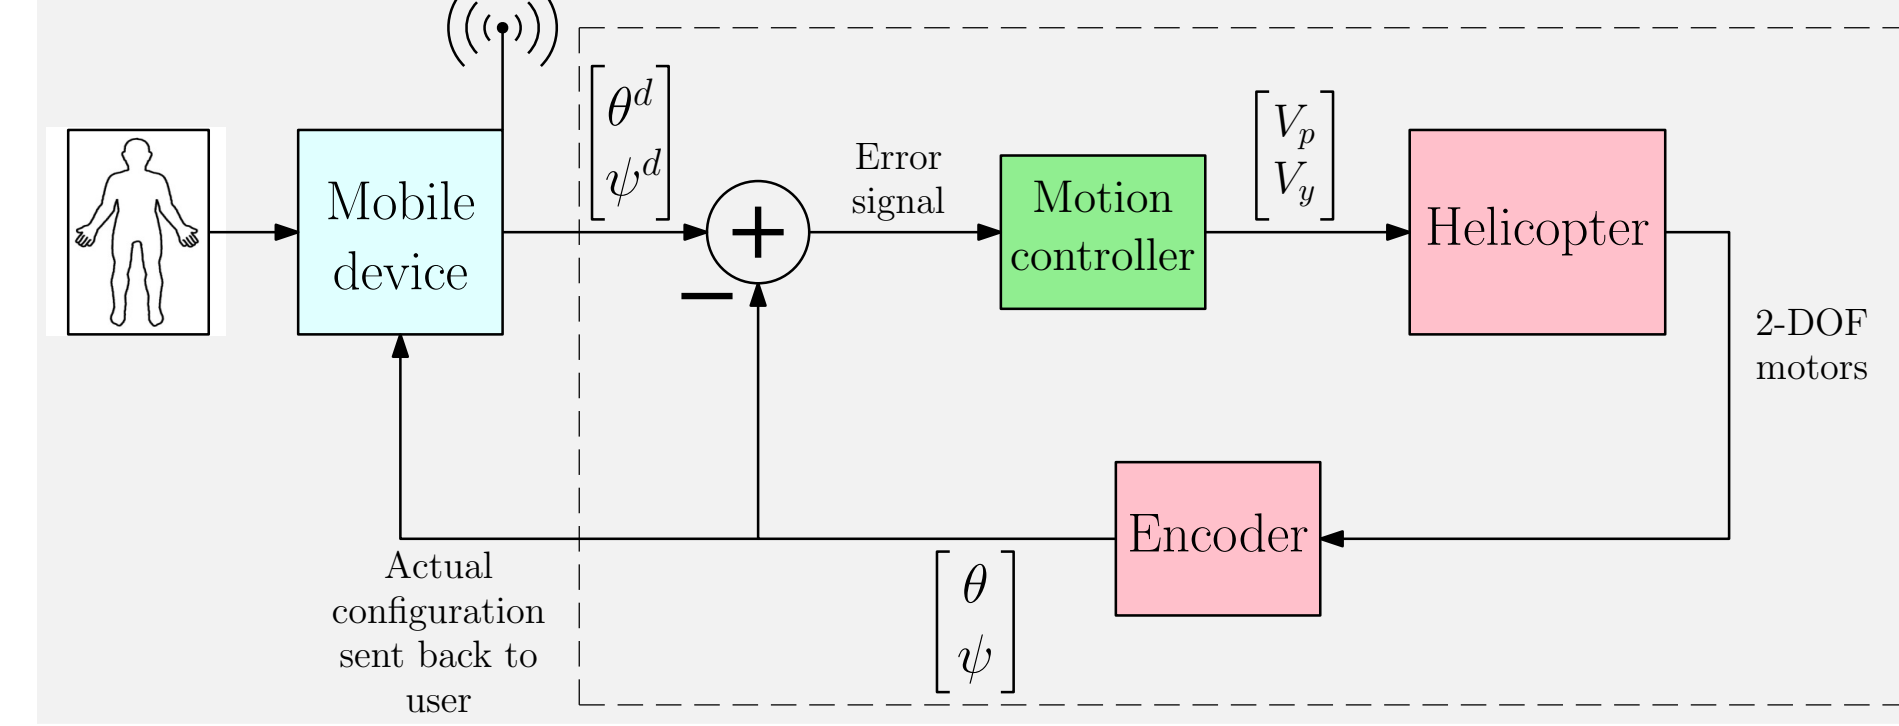 Mobile
device
θ^d
ψ^d
+
−
Error
signal
Motion
controller
V_p
V_y
Helicopter
2-DOF
motors
Encoder
θ
ψ
Actual
configuration
sent back to
user